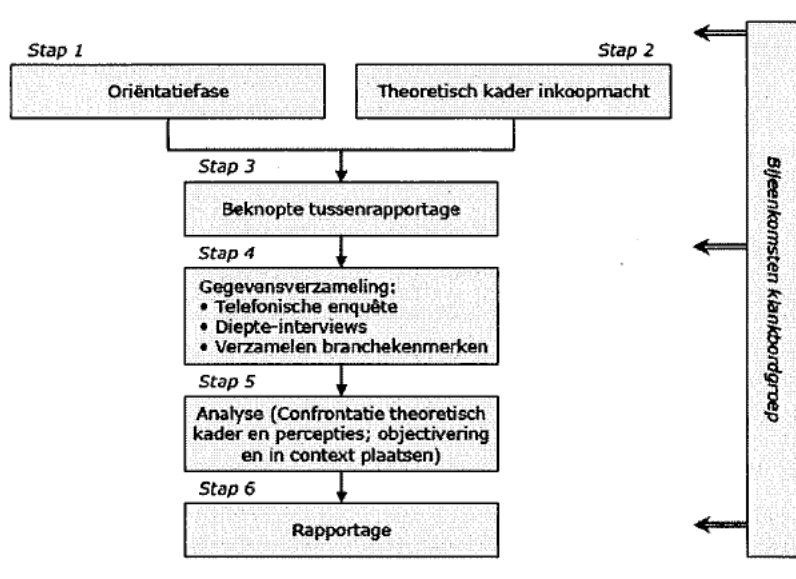 Stap 1
Stap 2
Oriëntatiefase
Theoretisch kader inkoopmacht
Stap 3
Beknopte tussenrapportage
Stap 4
Gegevensverzameling:
• Telefonische enquête
• Diepte-interviews
• Verzamelen branchekenmerken
Stap 5
Analyse (Confrontatie theoretisch
kader en percepties; objectivering
en in context plaatsen)
Stap 6
Rapportage
Bijeenkomsten klankbordgroep